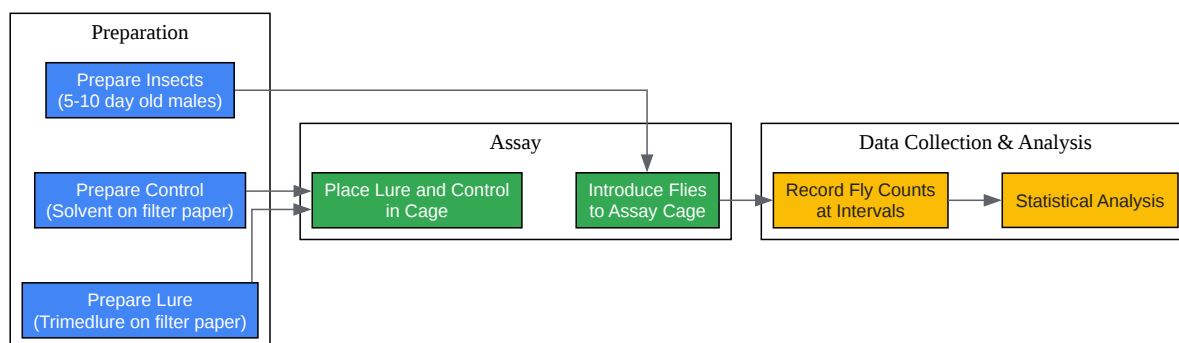 Preparation
Prepare Insects
(5-10 day old males)
Prepare Control
(Solvent on filter paper)
Prepare Lure
(Trimedlure on filter paper)
Assay
Place Lure and Control
in Cage
Introduce Flies
to Assay Cage
Data Collection & Analysis
Record Fly Counts
at Intervals
Statistical Analysis